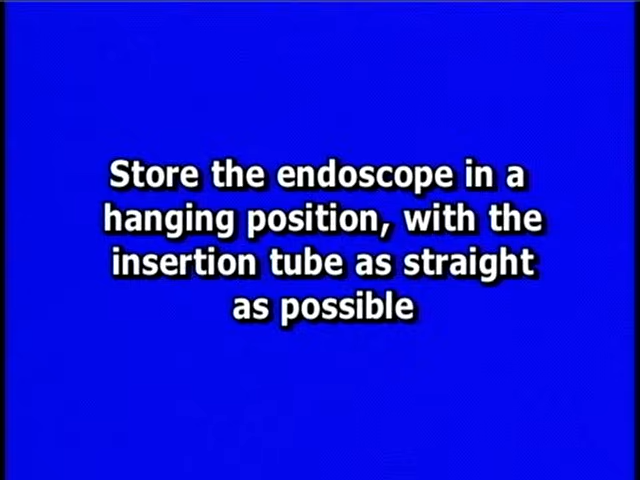 Store the endoscope in a
hanging position, with the
insertion tube as straight
as possible